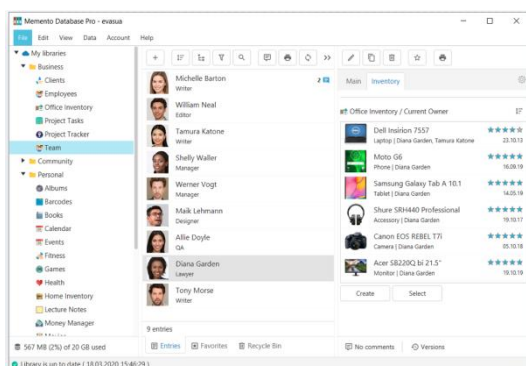 Memento Database Pro - evasua
File Edit View Data Account Help
My libraries
Business
Clients
Employees
Office Inventory
Project Tasks
Project Tracker
Team
Community
Personal
Albums
Barcodes
Books
Calendar
Events
Fitness
Games
Health
Home Inventory
Lecture Notes
Money Manager
567 MB (2%) of 20 GB used
Library is up to date ( 18.03.2020 15:46:29 )
Michelle Barton
Writer
2
William Neal
Editor
Tamura Katone
Writer
Shelly Waller
Manager
Werner Vogt
Manager
Maik Lehmann
Designer
Allie Doyle
QA
Diana Garden
Lawyer
Tony Morse
Writer
9 entries
Entries Favorites Recycle Bin
Main Inventory
Office Inventory / Current Owner
Dell Insirion 7557
Laptop | Diana Garden, Tamura Katone 23.10.13
Moto G6
Phone | Diana Garden 16.09.19
Samsung Galaxy Tab A 10.1
Tablet | Diana Garden 14.05.19
Shure SRH440 Professional
Accessory | Diana Garden 19.10.17
Canon EOS REBEL T7i
Camera | Diana Garden 05.10.18
Acer SB220Q bi 21.5"
Monitor | Diana Garden 19.10.19
Create Select
No comments Versions